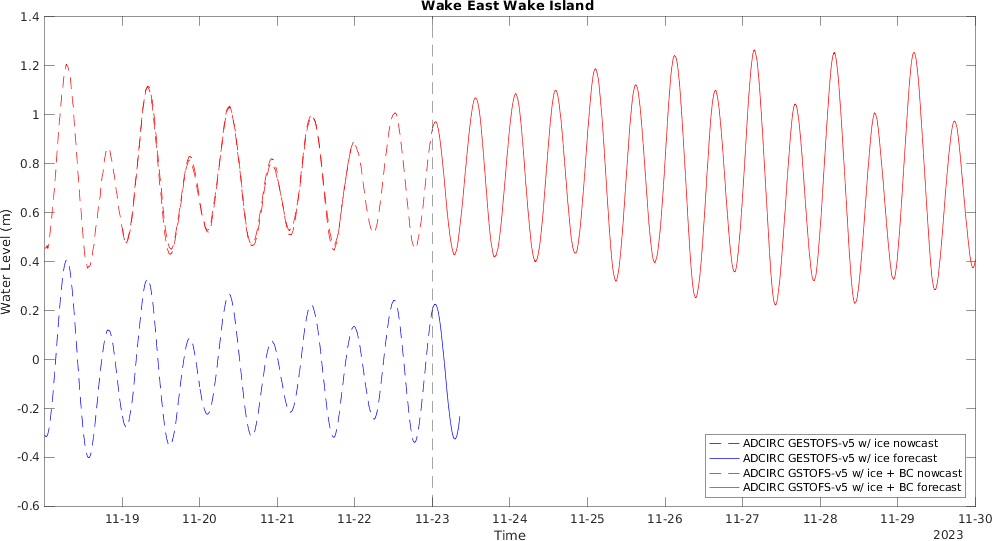 Wake East Wake Island
1.4
1.2
1
0.8
0.6
0.4
0.2
0
-0.2
-0.4
-0.6
Water Level (m)
ADCIRC GESTOFS-v5 w/ ice nowcast
ADCIRC GESTOFS-v5 w/ ice forecast
ADCIRC GSTOFS-v5 w/ ice + BC nowcast
ADCIRC GSTOFS-v5 w/ ice + BC forecast
11-19 11-20 11-21 11-22 11-23 11-24 11-25 11-26 11-27 11-28 11-29 11-30
Time 2023